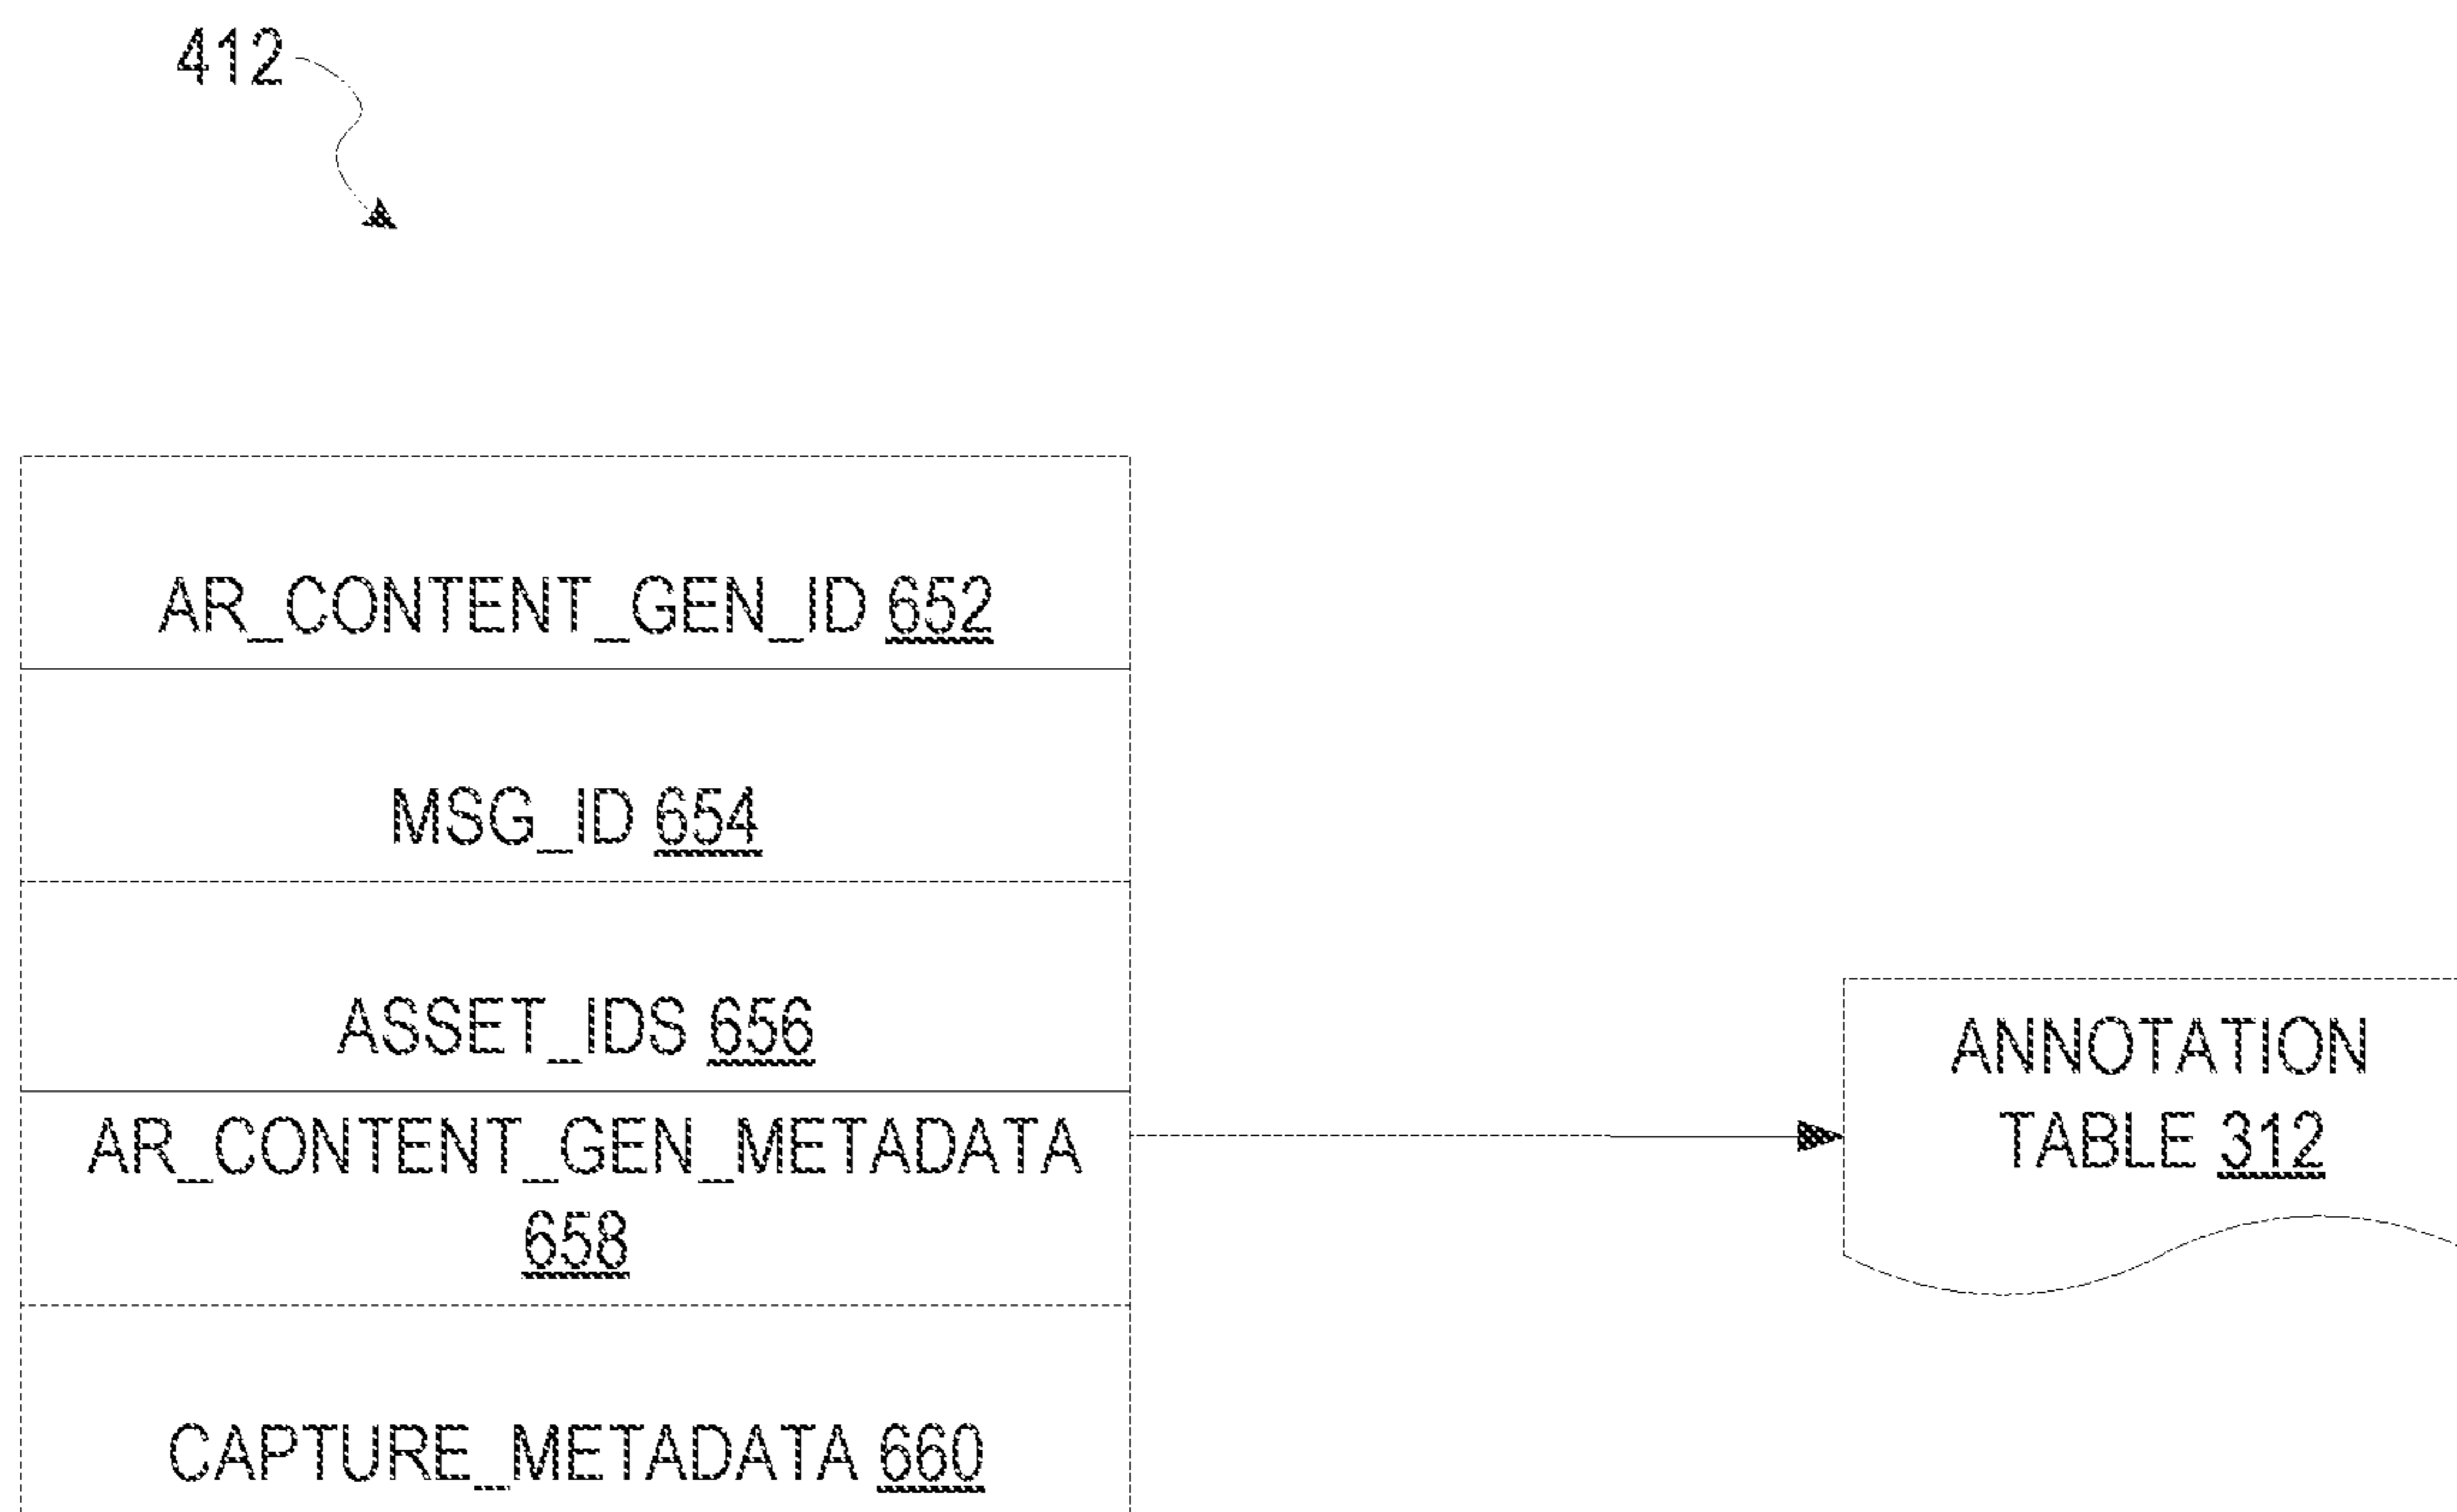 412
AR_CONTENT_GEN_ID 652
MSG_ID 654
ASSET_IDS 656
AR_CONTENT_GEN_METADATA
658
CAPTURE_METADATA 660
ANNOTATION
TABLE 312